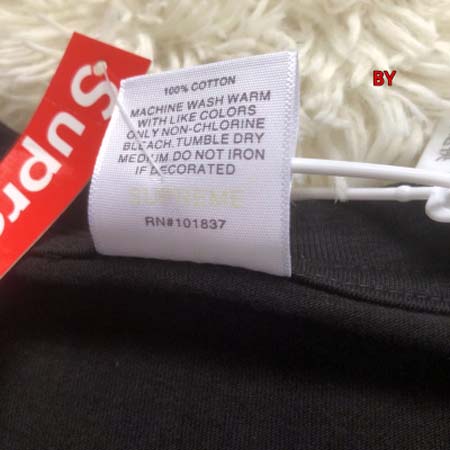 BY
Supre
100% COTTON
MACHINE WASH WARM
WITH LIKE COLORS
ONLY NON-CHLORINE
BLEACH.TUMBLE DRY
MEDIUM DO NOT IRON
IF DECORATED
SUPREME
RN#101837